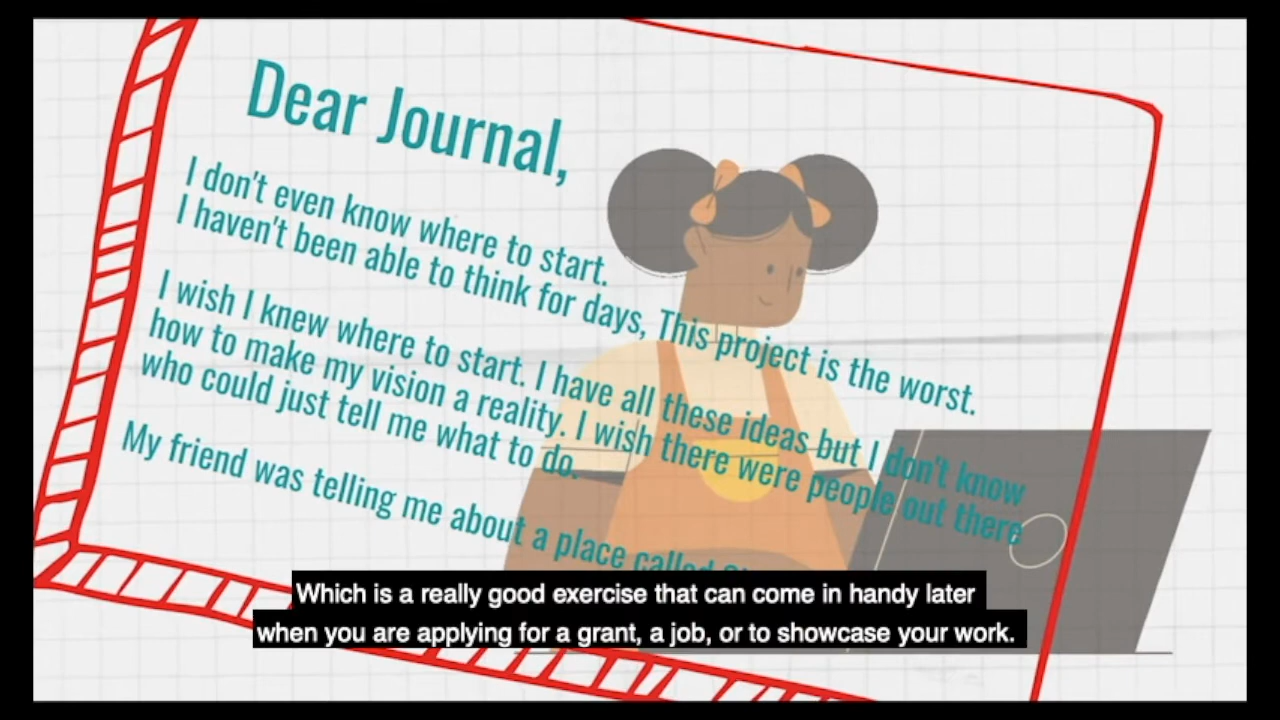 Dear Journal,
I don't even know where to start.
I haven't been able to think for days, This project is the worst.
I wish I knew where to start. I have all these ideas but I don't know
how to make my vision a reality. I wish there were people out there
who could just tell me what to do.
My friend was telling me about a place called
Which is a really good exercise that can come in handy later
when you are applying for a grant, a job, or to showcase your work.